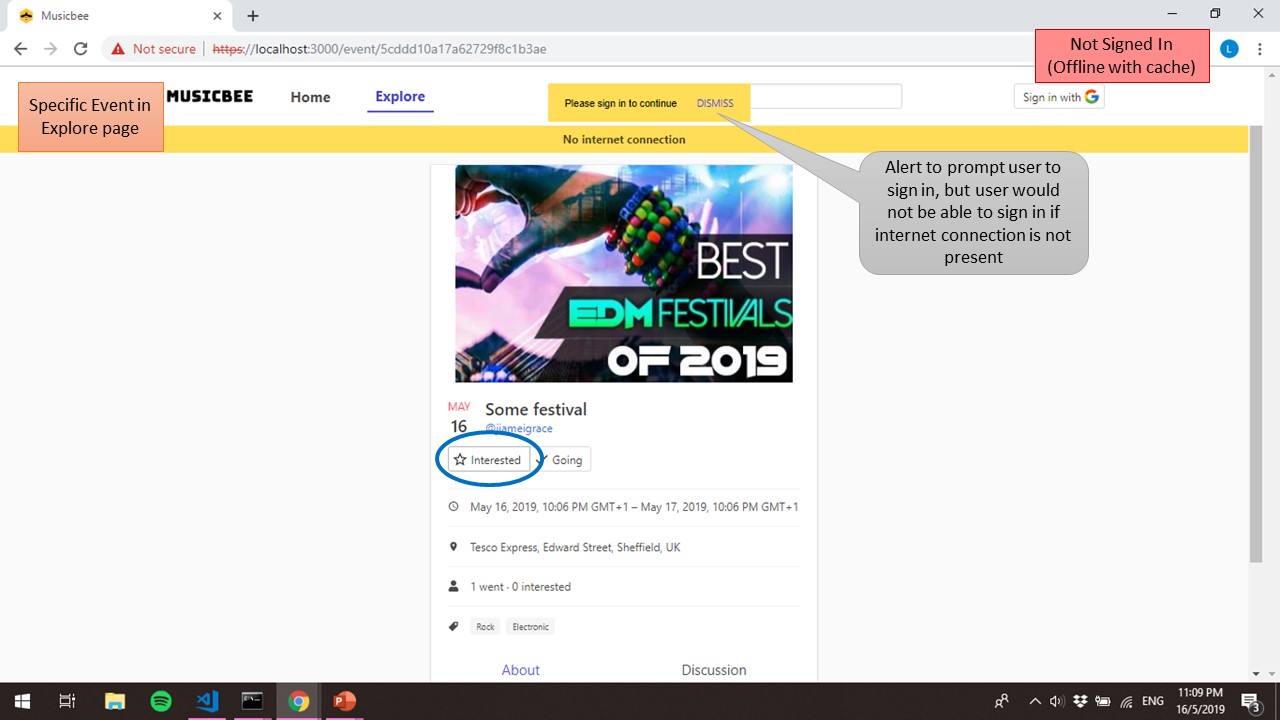 Musicbee
Not secure https://localhost:3000/event/5cddd10a17a62729f8c1b3ae
L
Not Signed In
(Offline with cache)
Specific Event in
Explore page
MUSICBEE
Home
Explore
Please sign in to continue DISMISS
Sign in with
No internet connection
Alert to prompt user to
sign in, but user would
not be able to sign in if
internet connection is not
present
BEST
EDM FESTIVALS
OF 2019
MAY
16
Some festival
@jiameigrace
Interested
Going
May 16, 2019, 10:06 PM GMT+1 – May 17, 2019, 10:06 PM GMT+1
Tesco Express, Edward Street, Sheffield, UK
1 went · 0 interested
Rock
Electronic
About
Discussion
ENG
11:09 PM
16/5/2019
3